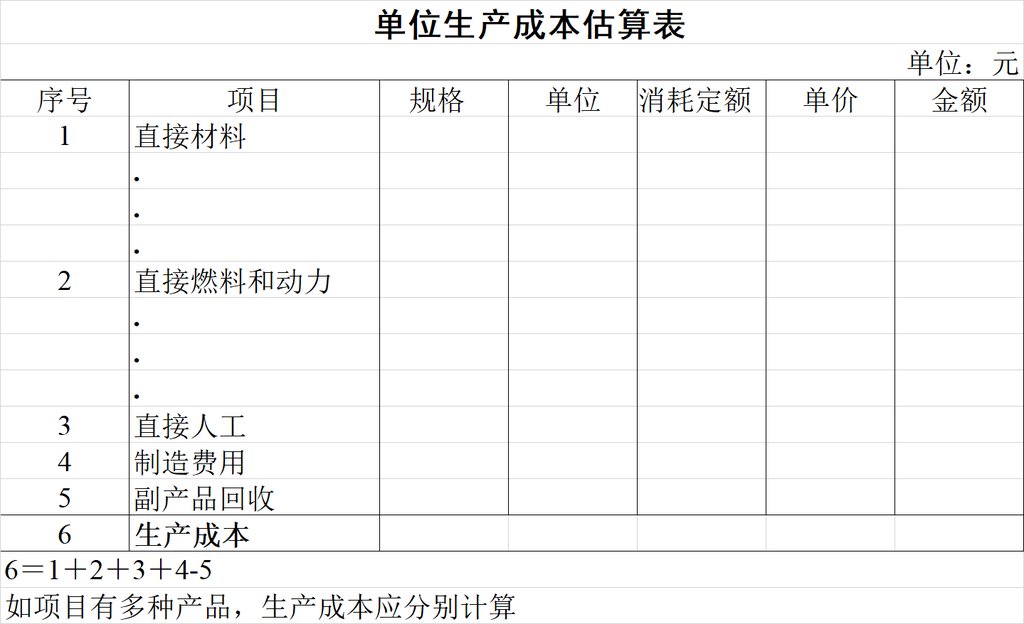 单位生产成本估算表
单位：元
序号 项目 规格 单位 消耗定额 单价 金额
1 直接材料
.
.
.
2 直接燃料和动力
.
.
.
3 直接人工
4 制造费用
5 副产品回收
6 生产成本
6＝1＋2＋3＋4-5
如项目有多种产品，生产成本应分别计算